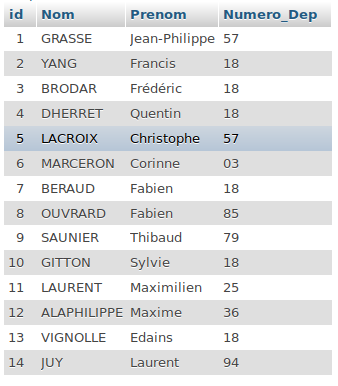 id Nom Prenom Numero_Dep
1 GRASSE Jean-Philippe 57
2 YANG Francis 18
3 BRODAR Frédéric 18
4 DHERRET Quentin 18
5 LACROIX Christophe 57
6 MARCERON Corinne 03
7 BERAUD Fabien 18
8 OUVRARD Fabien 85
9 SAUNIER Thibaud 79
10 GITTON Sylvie 18
11 LAURENT Maximilien 25
12 ALAPHILIPPE Maxime 36
13 VIGNOLLE Edains 18
14 JUY Laurent 94